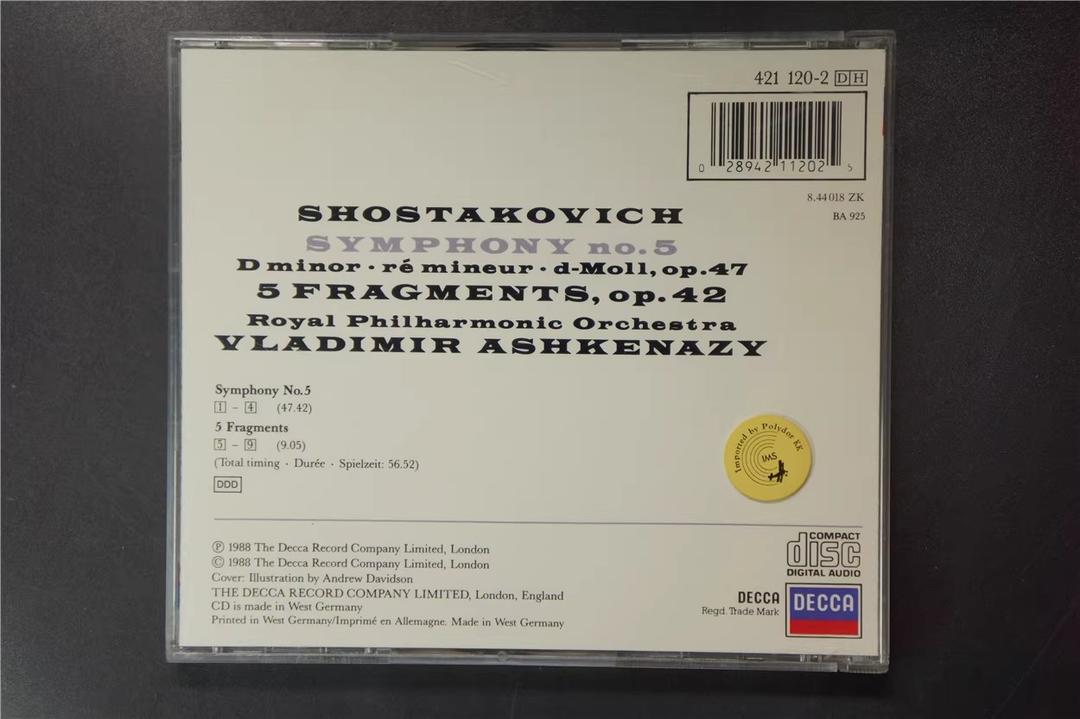 421 120-2 DH
0 28942 11202 5
8.44018 ZK
BA 925
SHOSTAKOVICH
SYMPHONY no.5
D minor · ré mineur · d-Moll, op.47
5 FRAGMENTS, op.42
Royal Philharmonic Orchestra
VLADIMIR ASHKENAZY
Symphony No.5
1 – 4 (47.42)
5 Fragments
5 – 9 (9.05)
(Total timing · Durée · Spielzeit: 56.52)
DDD
Imported by Polydor KK
IMS
Ⓟ 1988 The Decca Record Company Limited, London
© 1988 The Decca Record Company Limited, London
Cover: Illustration by Andrew Davidson
THE DECCA RECORD COMPANY LIMITED, London, England
CD is made in West Germany
Printed in West Germany/Imprimé en Allemagne. Made in West Germany
COMPACT
disc
DIGITAL AUDIO
DECCA
Regd. Trade Mark
DECCA